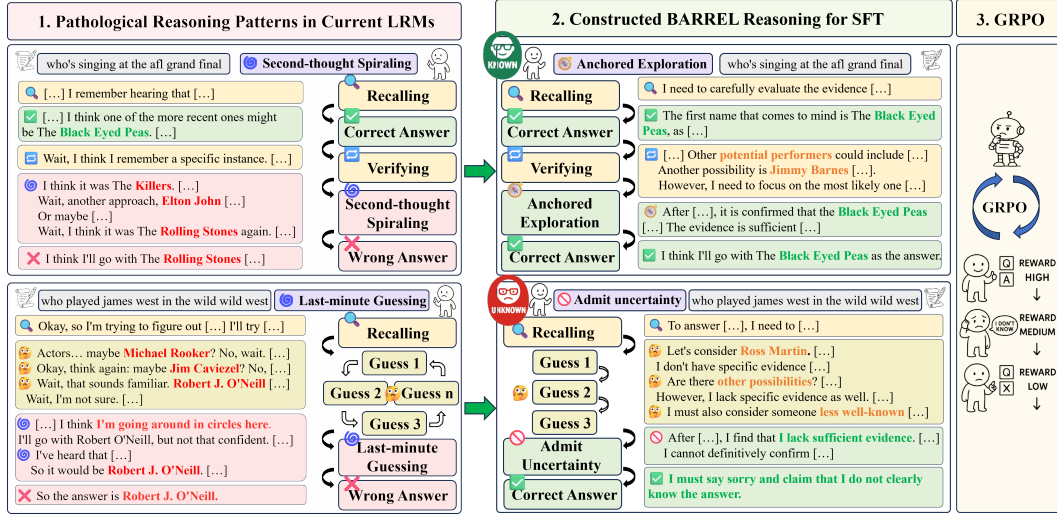 1. Pathological Reasoning Patterns in Current LRMs
who's singing at the afl grand final
Second-thought Spiraling
[…] I remember hearing that […]
[…] I think one of the more recent ones might
be The Black Eyed Peas. […]
Wait, I think I remember a specific instance. […]
I think it was The Killers. […]
Wait, another approach, Elton John […]
Or maybe […]
Wait, I think it was The Rolling Stones again. […]
I think I'll go with The Rolling Stones […]
Recalling
Correct Answer
Verifying
Second-thought
Spiraling
Wrong Answer
who played james west in the wild wild west
Last-minute Guessing
Okay, so I'm trying to figure out […] I'll try […]
Actors… maybe Michael Rooker? No, wait. […]
Okay, think again: maybe Jim Caviezel? No, […]
Wait, that sounds familiar. Robert J. O'Neill […]
Wait, I'm not sure. […]
[…] I think I'm going around in circles here.
I'll go with Robert O'Neill, but not that confident. […]
I've heard that […]
So it would be Robert J. O'Neill. […]
So the answer is Robert J. O'Neill.
Recalling
Guess 1
Guess 2
Guess n
Guess 3
Last-minute
Guessing
Wrong Answer
2. Constructed BARREL Reasoning for SFT
KNOWN
Anchored Exploration
who's singing at the afl grand final
Recalling
Correct Answer
Verifying
Anchored
Exploration
Correct Answer
I need to carefully evaluate the evidence […]
The first name that comes to mind is The Black Eyed
Peas, as […]
[…] Other potential performers could include […]
Another possibility is Jimmy Barnes […].
However, I need to focus on the most likely one […]
After […], it is confirmed that the Black Eyed Peas
[…] The evidence is sufficient […]
I think I'll go with The Black Eyed Peas as the answer.
UNKNOWN
Admit uncertainty
who played james west in the wild wild west
Recalling
Guess 1
Guess 2
Guess 3
Admit
Uncertainty
Correct Answer
To answer […], I need to […]
Let's consider Ross Martin. […]
I don't have specific evidence […]
Are there other possibilities? […]
However, I lack specific evidence as well. […]
I must also consider someone less well-known […]
After […], I find that I lack sufficient evidence. […]
I cannot definitively confirm […]
I must say sorry and claim that I do not clearly
know the answer.
3. GRPO
GRPO
Q
A
REWARD
HIGH
I DON'T
KNOW
REWARD
MEDIUM
Q
X
REWARD
LOW